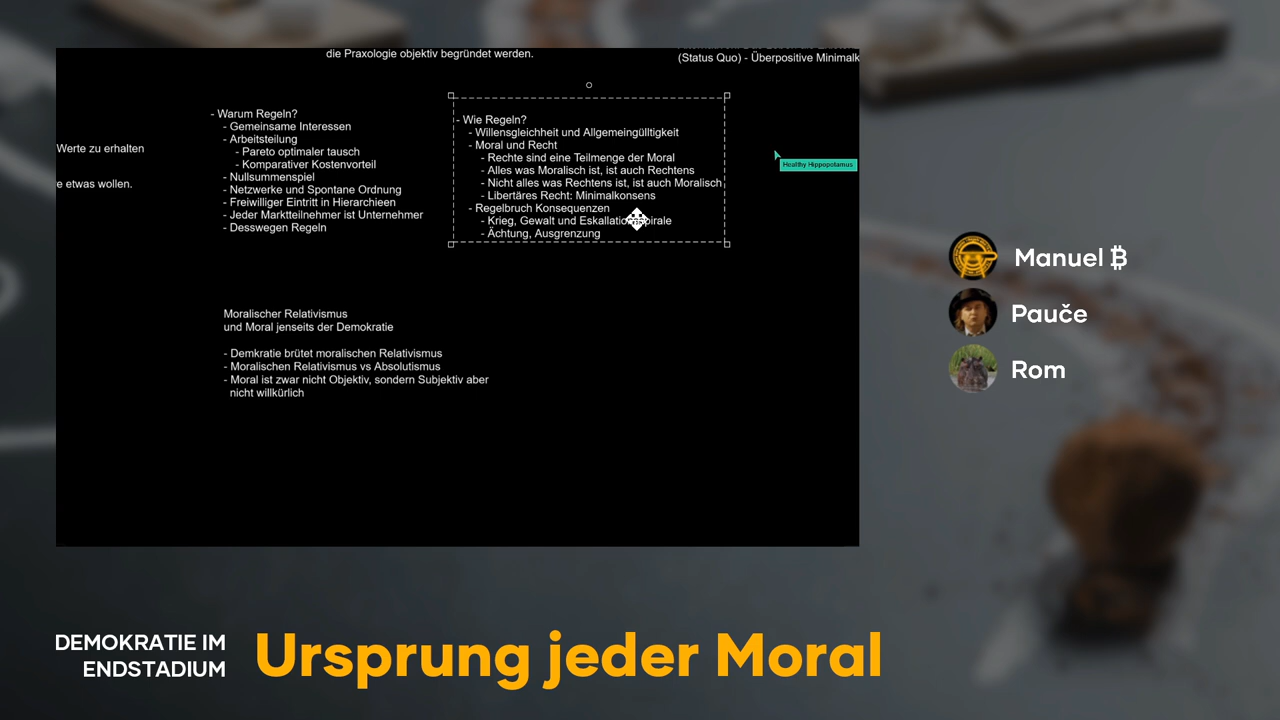 die Praxologie objektiv begründet werden.
(Status Quo) - Überpositive Minimalk
Werte zu erhalten
e etwas wollen.
- Warum Regeln?
- Gemeinsame Interessen
- Arbeitsteilung
- Pareto optimaler tausch
- Komparativer Kostenvorteil
- Nullsummenspiel
- Netzwerke und Spontane Ordnung
- Freiwilliger Eintritt in Hierarchieen
- Jeder Marktteilnehmer ist Unternehmer
- Desswegen Regeln
- Wie Regeln?
- Willensgleichheit und Allgemeingülltigkeit
- Moral und Recht
- Rechte sind eine Teilmenge der Moral
- Alles was Moralisch ist, ist auch Rechtens
- Nicht alles was Rechtens ist, ist auch Moralisch
- Libertäres Recht: Minimalkonsens
- Regelbruch Konsequenzen
- Krieg, Gewalt und
- Ächtung, Ausgrenzung
Healthy Hippopotamus
Moralischer Relativismus
und Moral jenseits der Demokratie
- Demkratie brütet moralischen Relativismus
- Moralischen Relativismus vs Absolutismus
- Moral ist zwar nicht Objektiv, sondern Subjektiv aber
nicht willkürlich
Manuel ₿
Pauče
Rom
DEMOKRATIE IM
ENDSTADIUM
Ursprung jeder Moral